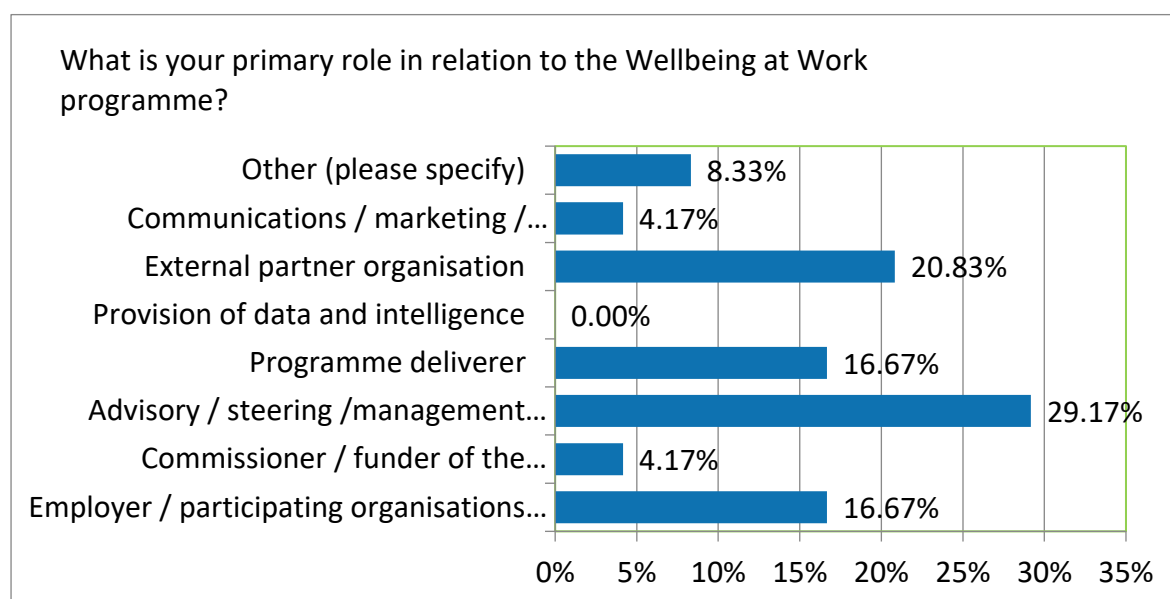 What is your primary role in relation to the Wellbeing at Work
programme?
Other (please specify) 8.33%
Communications / marketing /… 4.17%
External partner organisation 20.83%
Provision of data and intelligence 0.00%
Programme deliverer 16.67%
Advisory / steering /management… 29.17%
Commissioner / funder of the… 4.17%
Employer / participating organisations… 16.67%
0% 5% 10% 15% 20% 25% 30% 35%